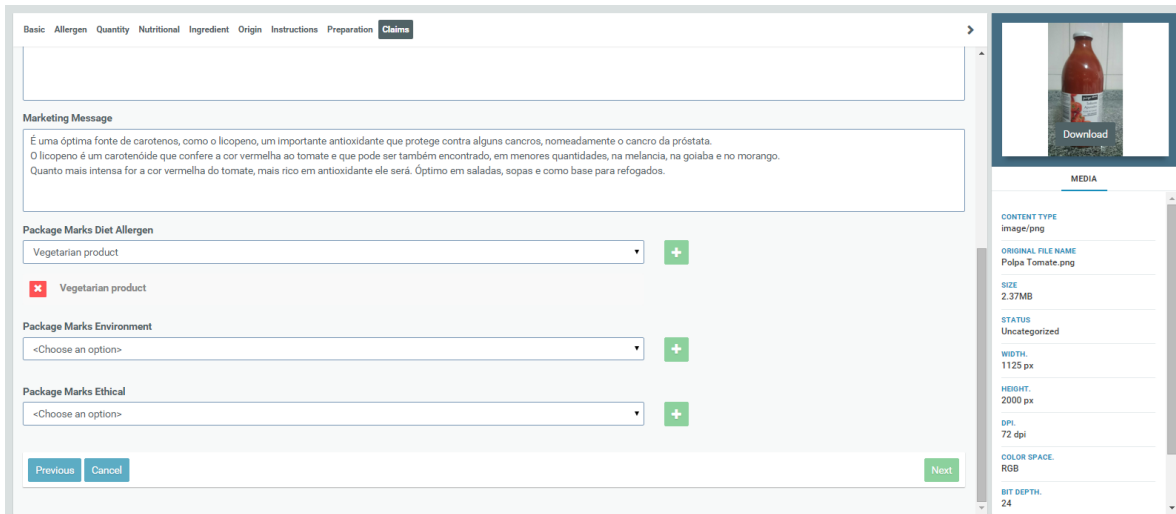 Basic Allergen Quantity Nutritional Ingredient Origin Instructions Preparation Claims
Marketing Message
É uma óptima fonte de carotenos, como o licopeno, um importante antioxidante que protege contra alguns cancros, nomeadamente o cancro da próstata.
O licopeno é um carotenóide que confere a cor vermelha ao tomate e que pode ser também encontrado, em menores quantidades, na melancia, na goiaba e no morango.
Quanto mais intensa for a cor vermelha do tomate, mais rico em antioxidante ele será. Óptimo em saladas, sopas e como base para refogados.
Package Marks Diet Allergen
Vegetarian product
Vegetarian product
Package Marks Environment
<Choose an option>
Package Marks Ethical
<Choose an option>
Previous Cancel Next
Download
MEDIA
CONTENT TYPE
image/png
ORIGINAL FILE NAME
Polpa Tomate.png
SIZE
2.37MB
STATUS
Uncategorized
WIDTH.
1125 px
HEIGHT.
2000 px
DPI.
72 dpi
COLOR SPACE.
RGB
BIT DEPTH.
24